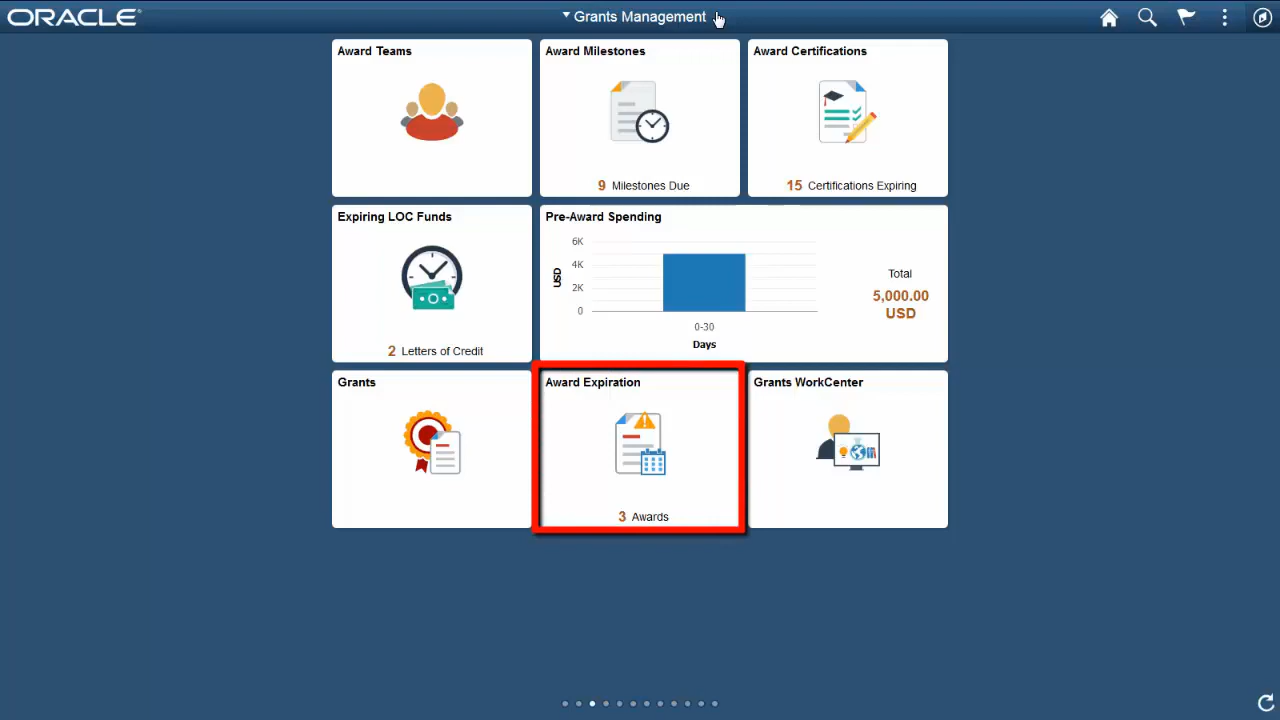 ORACLE®
Grants Management
Award Teams
Award Milestones
9 Milestones Due
Award Certifications
15 Certifications Expiring
Expiring LOC Funds
2 Letters of Credit
Pre-Award Spending
6K
4K
2K
0
USD
0-30
Days
Total
5,000.00
USD
Grants
Award Expiration
3 Awards
Grants WorkCenter